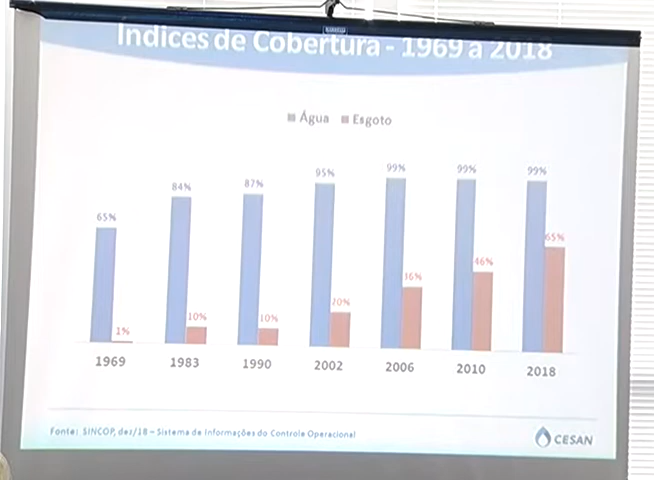 Índices de Cobertura - 1969 a 2018
Água Esgoto
65% 1%
84% 10%
87% 10%
95% 20%
99% 36%
99% 46%
99% 65%
1969 1983 1990 2002 2006 2010 2018
Fonte: SINCOP, dez/18 – Sistema de Informações do Controle Operacional
CESAN